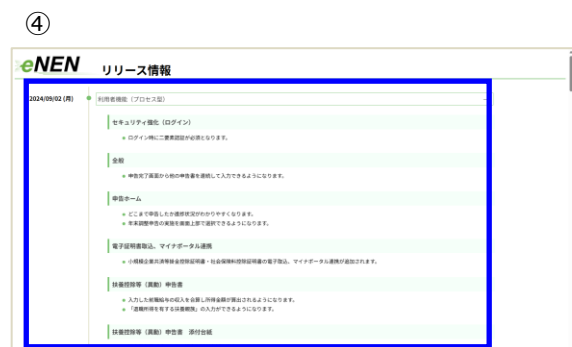 ④
eNEN
リリース情報
2024/09/02 (月)
利用者機能（プロセス型）
セキュリティ強化（ログイン）
ログイン時に二要素認証が必須となります。
全般
申告完了画面から他の申告書を連続して入力できるようになります。
申告ホーム
どこまで申告したか進捗状況がわかりやすくなります。
年末調整申告の実施を画面上部で選択できるようになります。
電子証明書取込、マイナポータル連携
小規模企業共済等掛金控除証明書・社会保険料控除証明書の電子取込、マイナポータル連携が追加されます。
扶養控除等（異動）申告書
入力した前職給与の収入を合算し所得金額が算出されるようになります。
「退職所得を有する扶養親族」の入力ができるようになります。
扶養控除等（異動）申告書　添付台紙